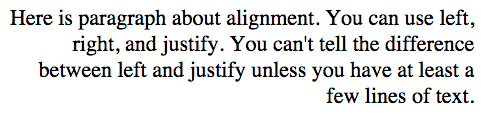 Here is paragraph about alignment. You can use left,
right, and justify. You can't tell the difference
between left and justify unless you have at least a
few lines of text.